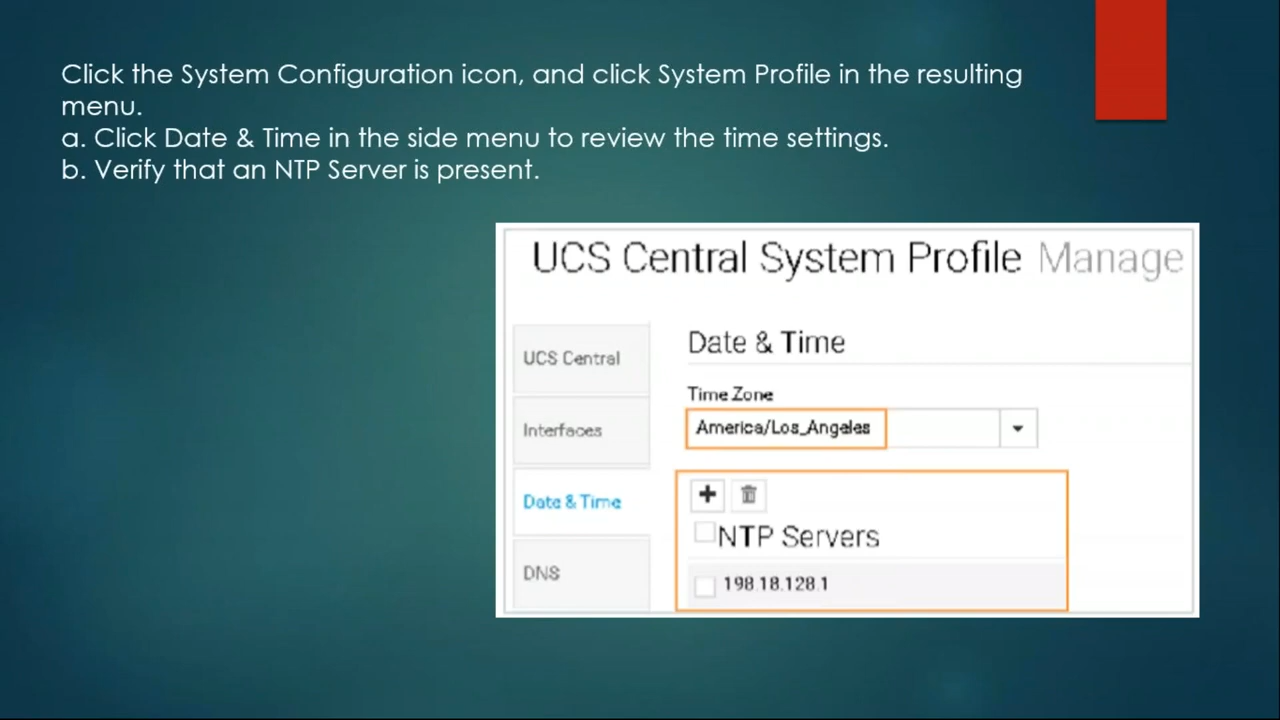 Click the System Configuration icon, and click System Profile in the resulting
menu.
a. Click Date & Time in the side menu to review the time settings.
b. Verify that an NTP Server is present.
UCS Central System Profile Manage
UCS Central
Interfaces
Date & Time
DNS
Date & Time
Time Zone
America/Los_Angeles
NTP Servers
198.18.128.1